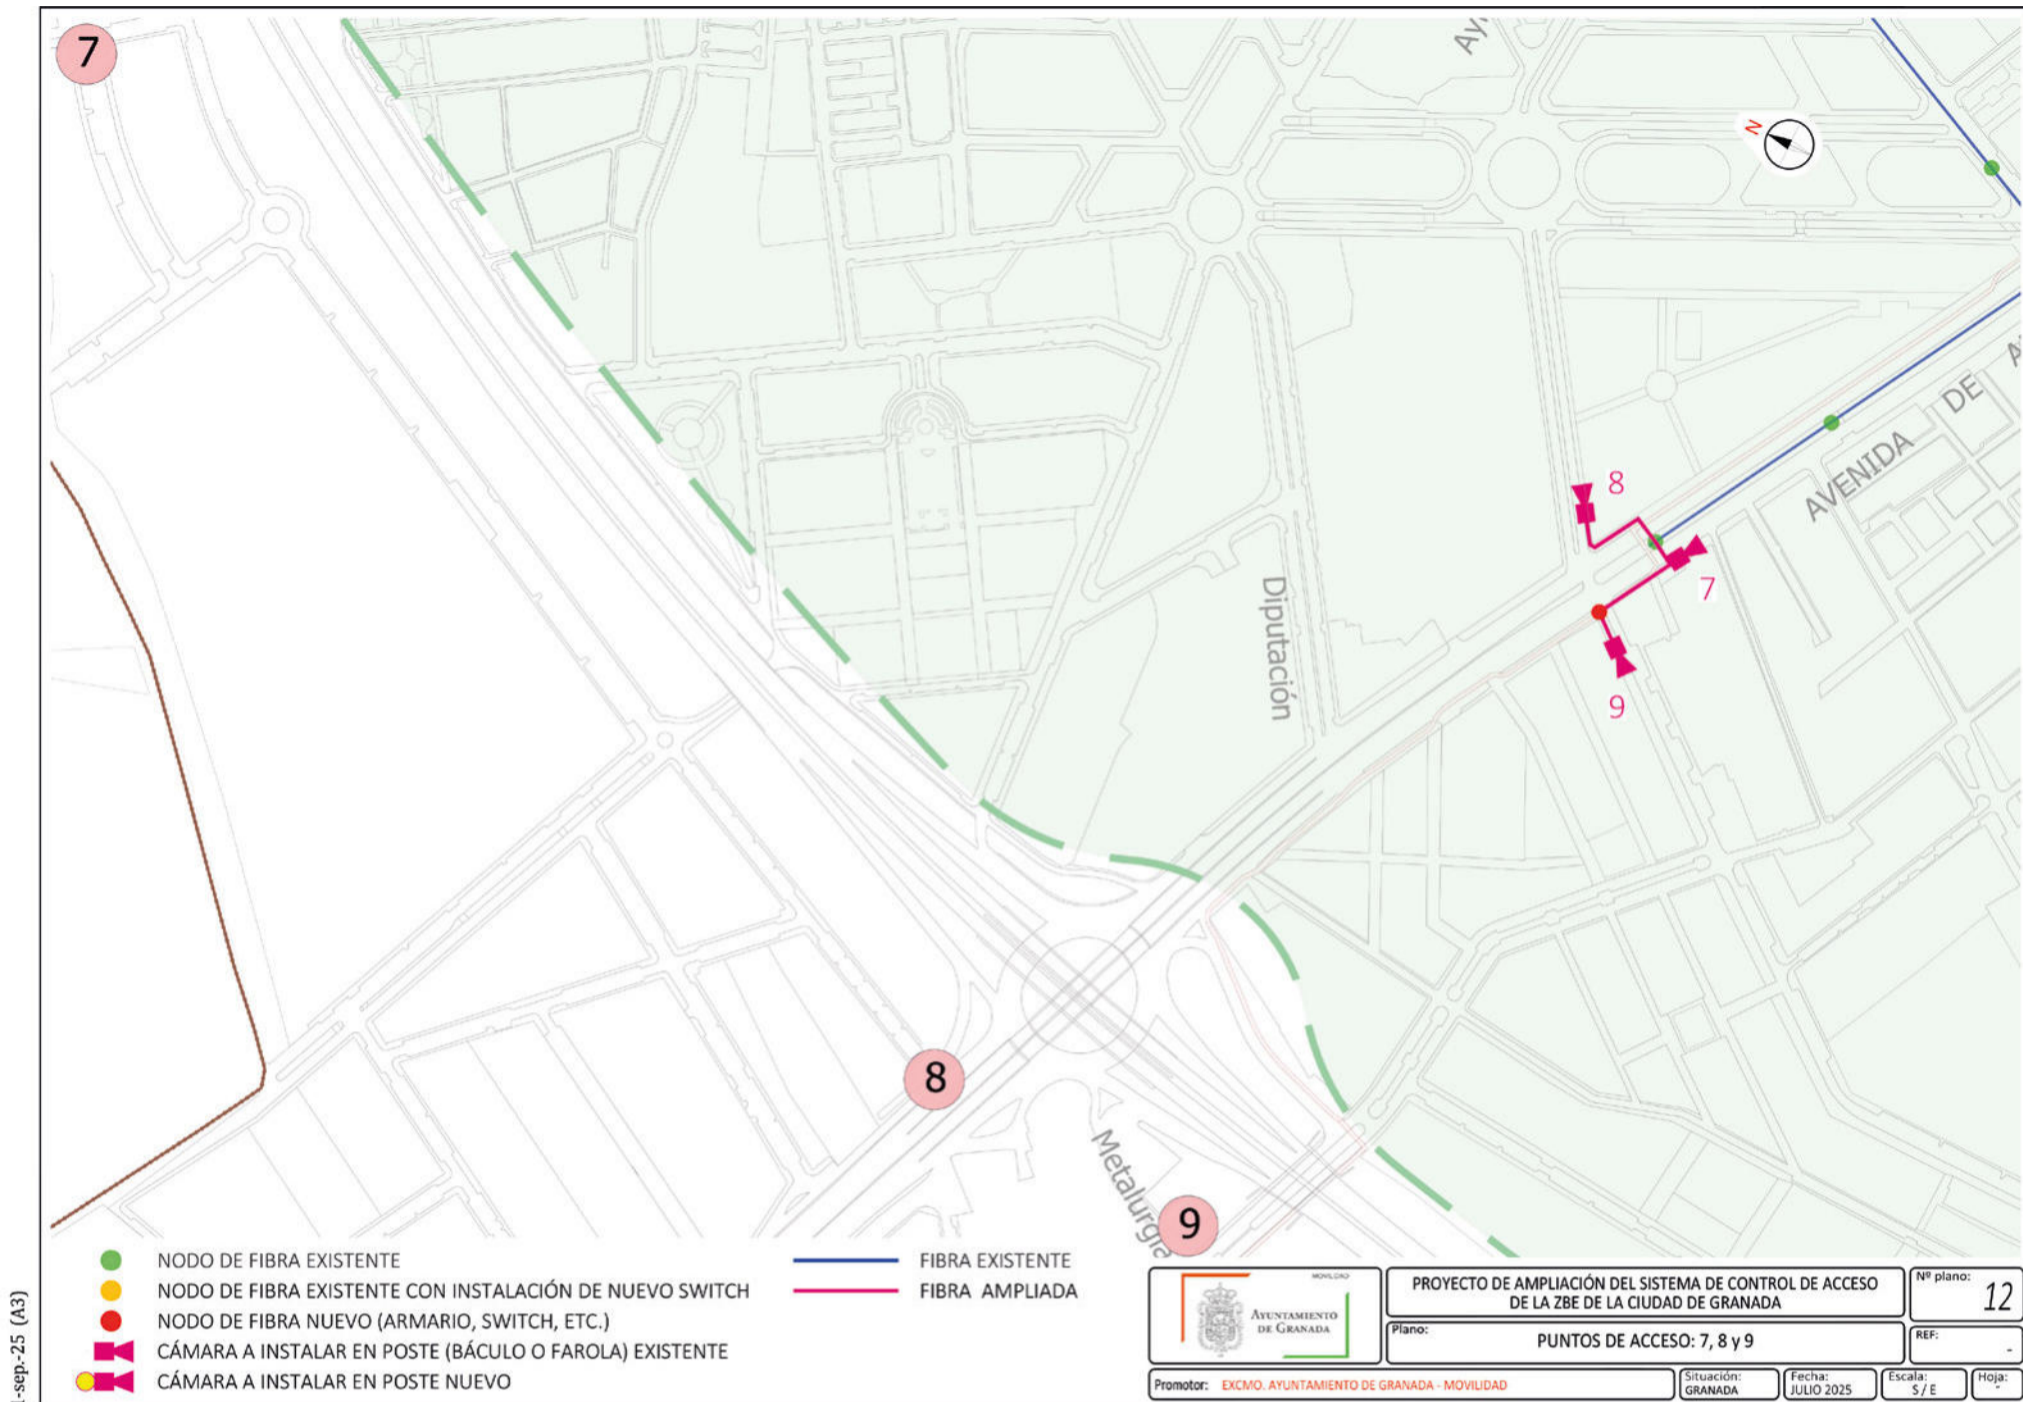 7
N
8
7
9
AVENIDA DE
Diputación
8
Metalurgia
9
NODO DE FIBRA EXISTENTE
NODO DE FIBRA EXISTENTE CON INSTALACIÓN DE NUEVO SWITCH
NODO DE FIBRA NUEVO (ARMARIO, SWITCH, ETC.)
CÁMARA A INSTALAR EN POSTE (BÁCULO O FAROLA) EXISTENTE
CÁMARA A INSTALAR EN POSTE NUEVO
FIBRA EXISTENTE
FIBRA AMPLIADA
MOVILIDAD
AYUNTAMIENTO
DE GRANADA
PROYECTO DE AMPLIACIÓN DEL SISTEMA DE CONTROL DE ACCESO
DE LA ZBE DE LA CIUDAD DE GRANADA
Nº plano:
12
Plano:
PUNTOS DE ACCESO: 7, 8 y 9
REF:
-
Promotor: EXCMO. AYUNTAMIENTO DE GRANADA - MOVILIDAD
Situación:
GRANADA
Fecha:
JULIO 2025
Escala:
S / E
Hoja:
-
-sep.-25 (A3)